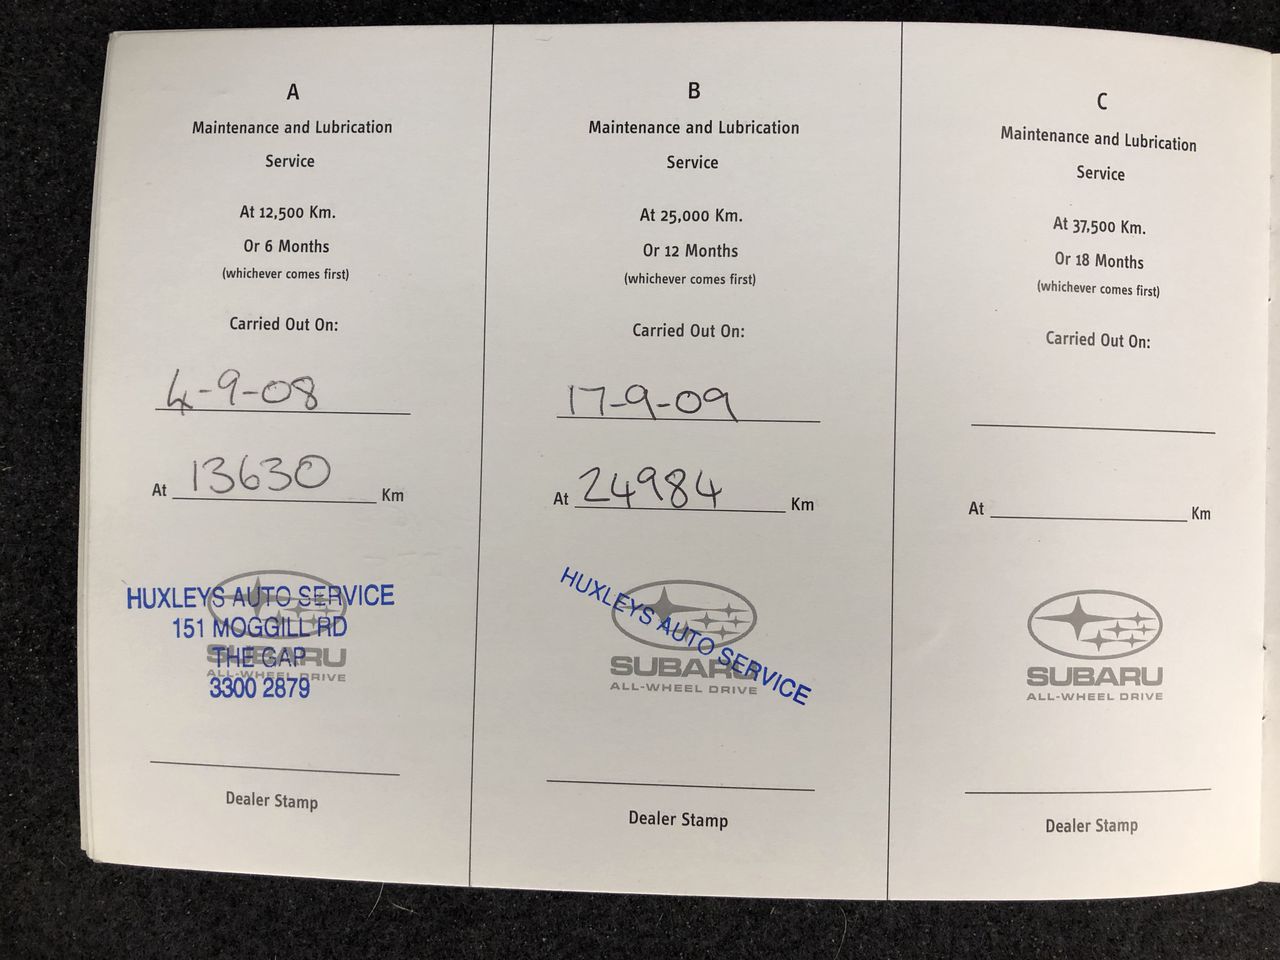 A
Maintenance and Lubrication
Service
At 12,500 Km.
Or 6 Months
(whichever comes first)
Carried Out On:
4-9-08
At 13630 Km
HUXLEYS AUTO SERVICE
151 MOGGILL RD
THE GAP
3300 2879
SUBARU
ALL-WHEEL DRIVE
Dealer Stamp
B
Maintenance and Lubrication
Service
At 25,000 Km.
Or 12 Months
(whichever comes first)
Carried Out On:
17-9-09
At 24984 Km
HUXLEYS AUTO SERVICE
SUBARU
ALL-WHEEL DRIVE
Dealer Stamp
C
Maintenance and Lubrication
Service
At 37,500 Km.
Or 18 Months
(whichever comes first)
Carried Out On:
At Km
SUBARU
ALL-WHEEL DRIVE
Dealer Stamp